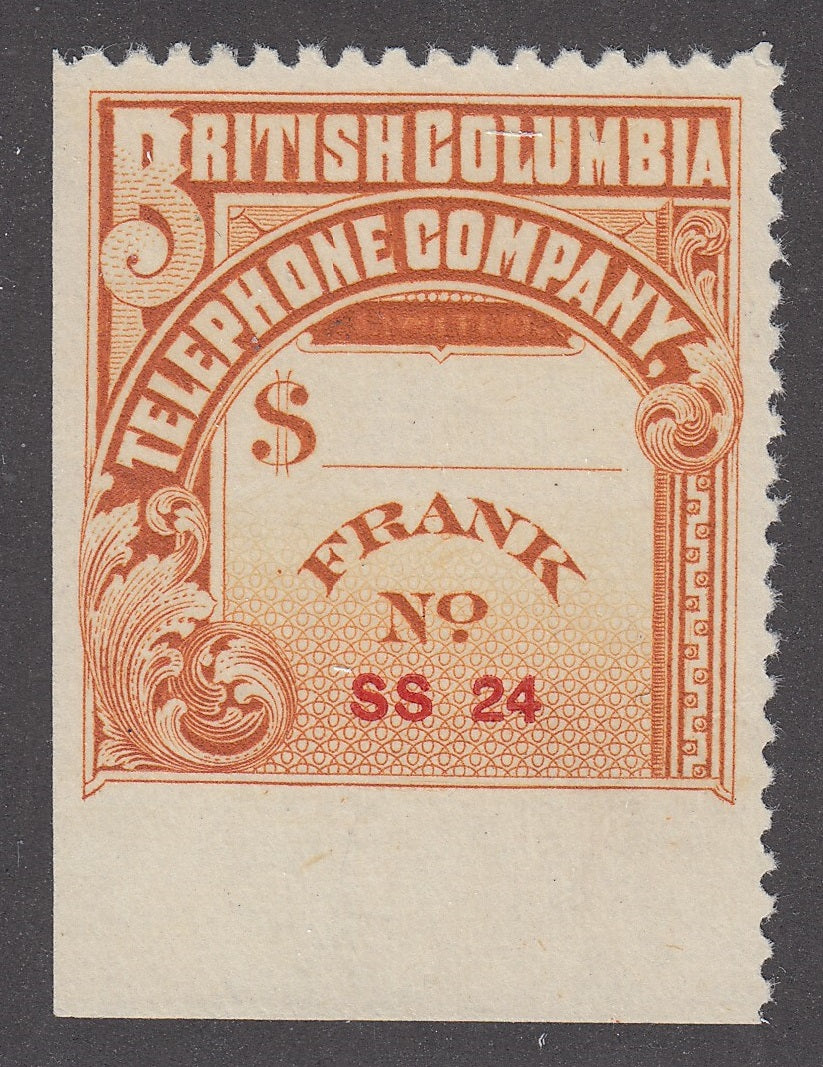 BRITISH COLUMBIA
TELEPHONE COMPANY,
$
FRANK
No
SS 24